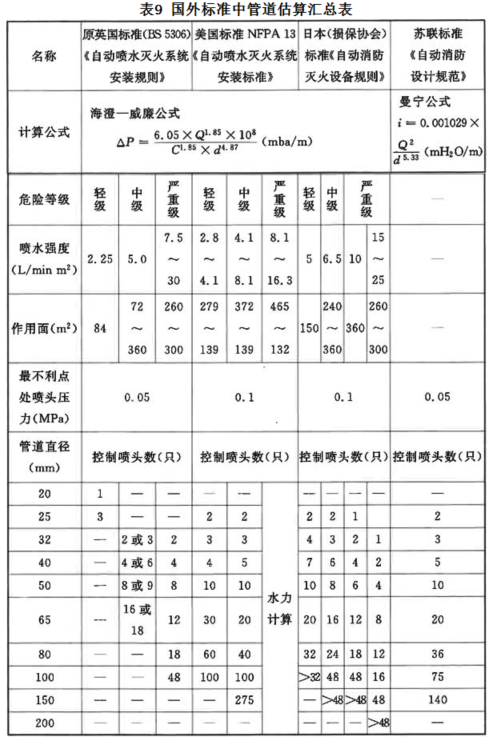 表9 国外标准中管道估算汇总表
名称 原英国标准(BS 5306)《自动喷水灭火系统安装规则》 美国标准 NFPA 13《自动喷水灭火系统安装标准》 日本(损保协会)标准《自动消防灭火设备规则》 苏联标准《自动消防设计规范》
计算公式 海澄—威廉公式 ΔP = 6.05×Q^1.85×10^8 / C^1.85×d^4.87 (mba/m) 曼宁公式 i = 0.001029× Q^2 / d^5.33 (mH2O/m)
危险等级 轻级 中级 严重级 轻级 中级 严重级 轻级 中级 严重级 —
喷水强度(L/min m²) 2.25 5.0 7.5～30 2.8～4.1 4.1～8.1 8.1～16.3 5 6.5 10 15～25 —
作用面(m²) 84 72～360 260～300 279～139 372～139 465～132 150 240～360 360 260～300 —
最不利点处喷头压力(MPa) 0.05 0.1 0.1 0.05
管道直径(mm) 控制喷头数(只) 控制喷头数(只) 控制喷头数(只) 控制喷头数(只)
20 1 — — — — — — — — —
25 3 — — 2 2 2 2 1 2
32 — 2或3 2 3 3 4 3 2 1 3
40 — 4或6 4 4 5 7 6 4 2 5
50 — 8或9 8 10 10 水力计算 10 8 6 4 10
65 — 16或18 12 30 20 20 16 12 8 20
80 — — 18 60 40 32 24 18 12 36
100 — — 48 100 100 >32 48 48 16 75
150 — — — — 275 — >48 >48 48 140
200 — — — — — — — — >48 —